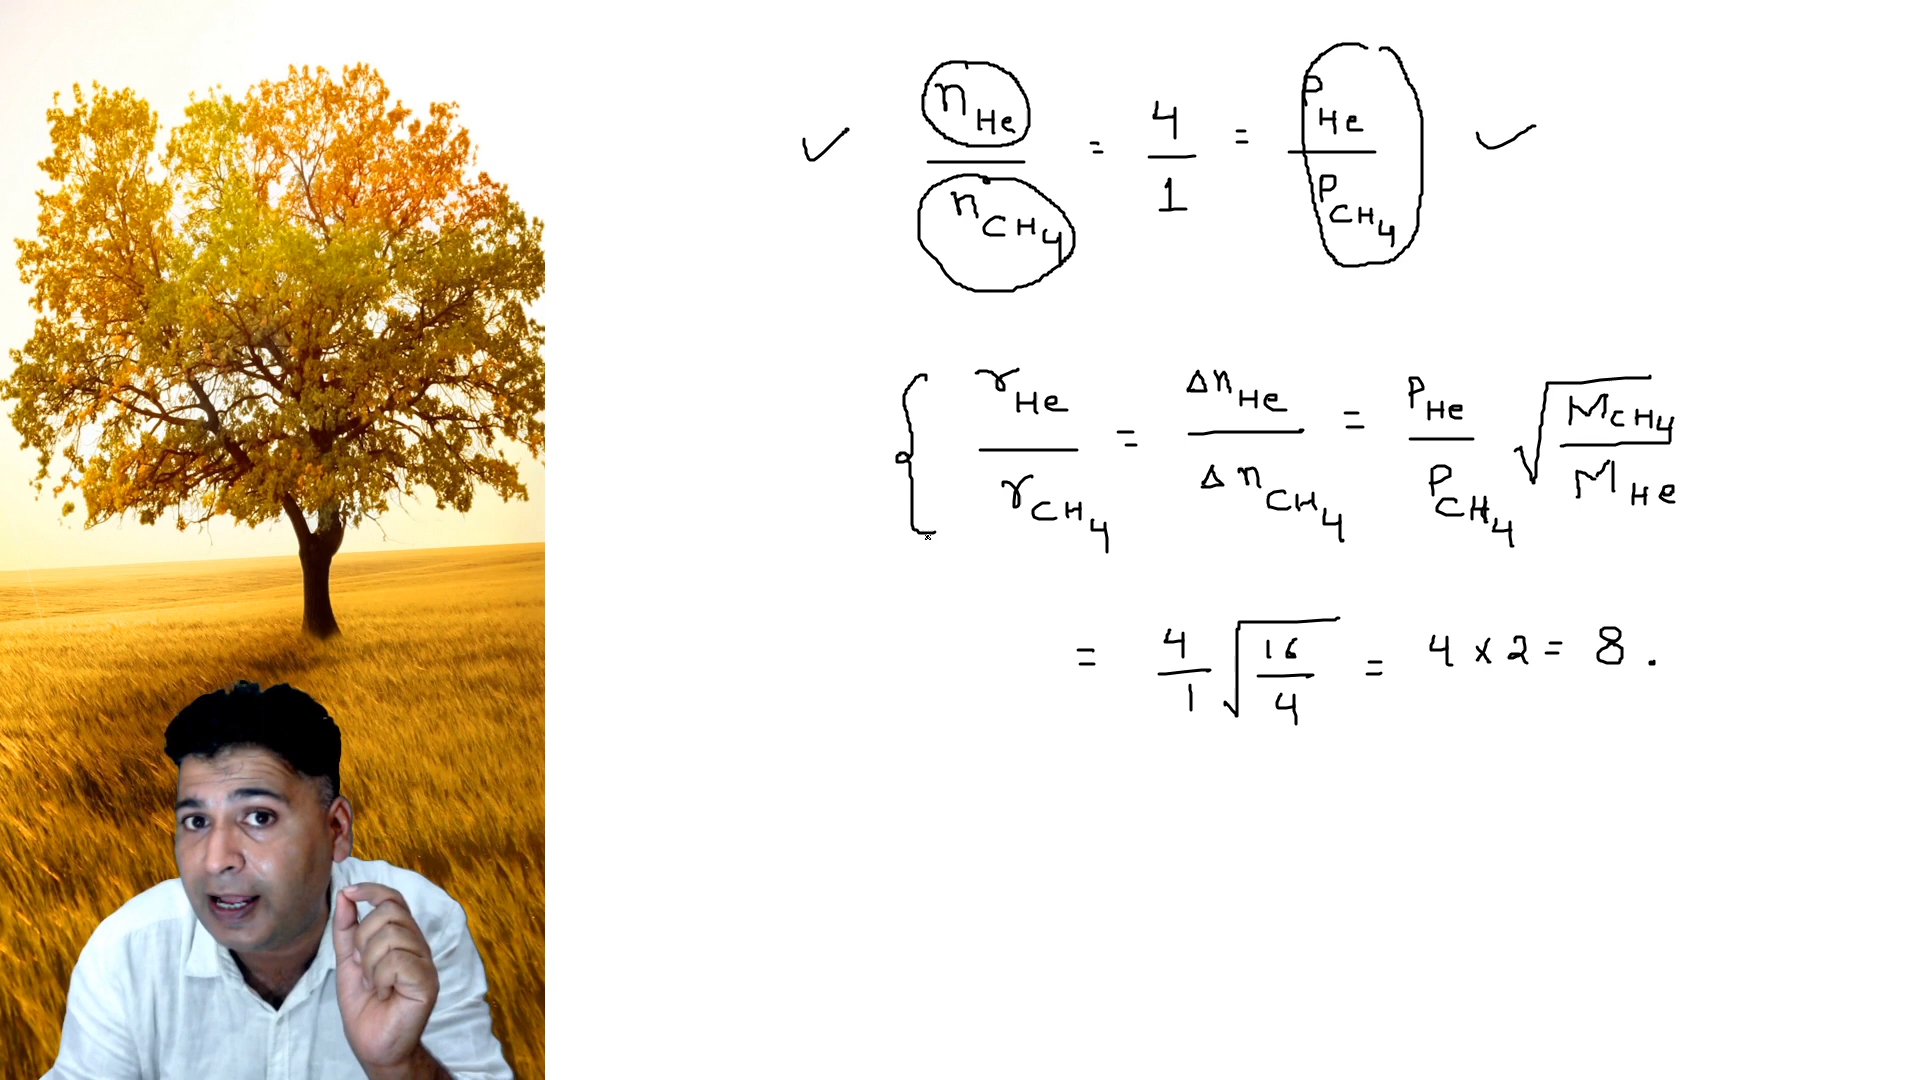 ✓ n_He / n_CH4 = 4 / 1 = P_He / P_CH4 ✓
r_He / r_CH4 = Δn_He / Δn_CH4 = P_He / P_CH4 √(M_CH4 / M_He)
= 4 / 1 √(16 / 4) = 4 × 2 = 8 .